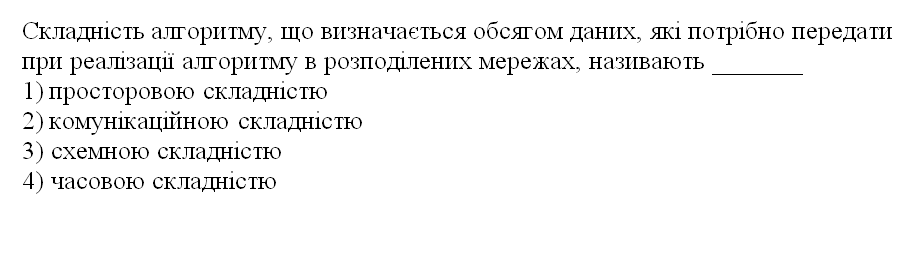 Складність алгоритму, що визначається обсягом даних, які потрібно передати
при реалізації алгоритму в розподілених мережах, називають _______
1) просторовою складністю
2) комунікаційною складністю
3) схемною складністю
4) часовою складністю